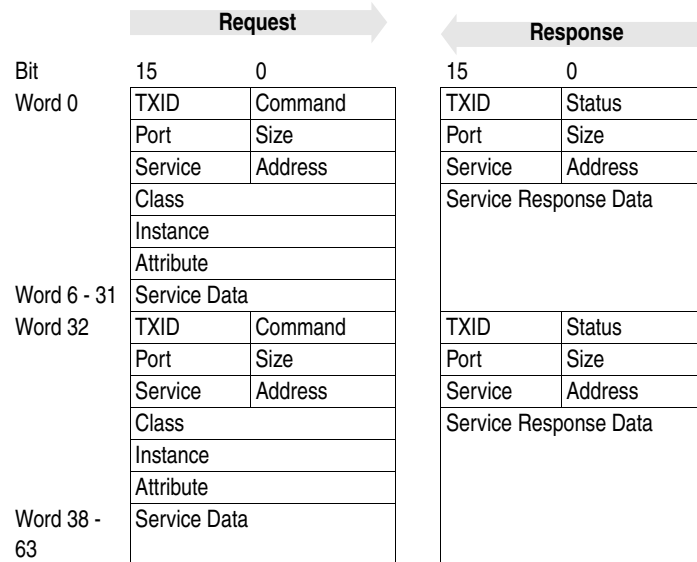 Request Response
Bit 15 0 15 0
Word 0 TXID Command TXID Status
Port Size Port Size
Service Address Service Address
Class Service Response Data
Instance
Attribute
Word 6 - 31 Service Data
Word 32 TXID Command TXID Status
Port Size Port Size
Service Address Service Address
Class Service Response Data
Instance
Attribute
Word 38 - Service Data
63